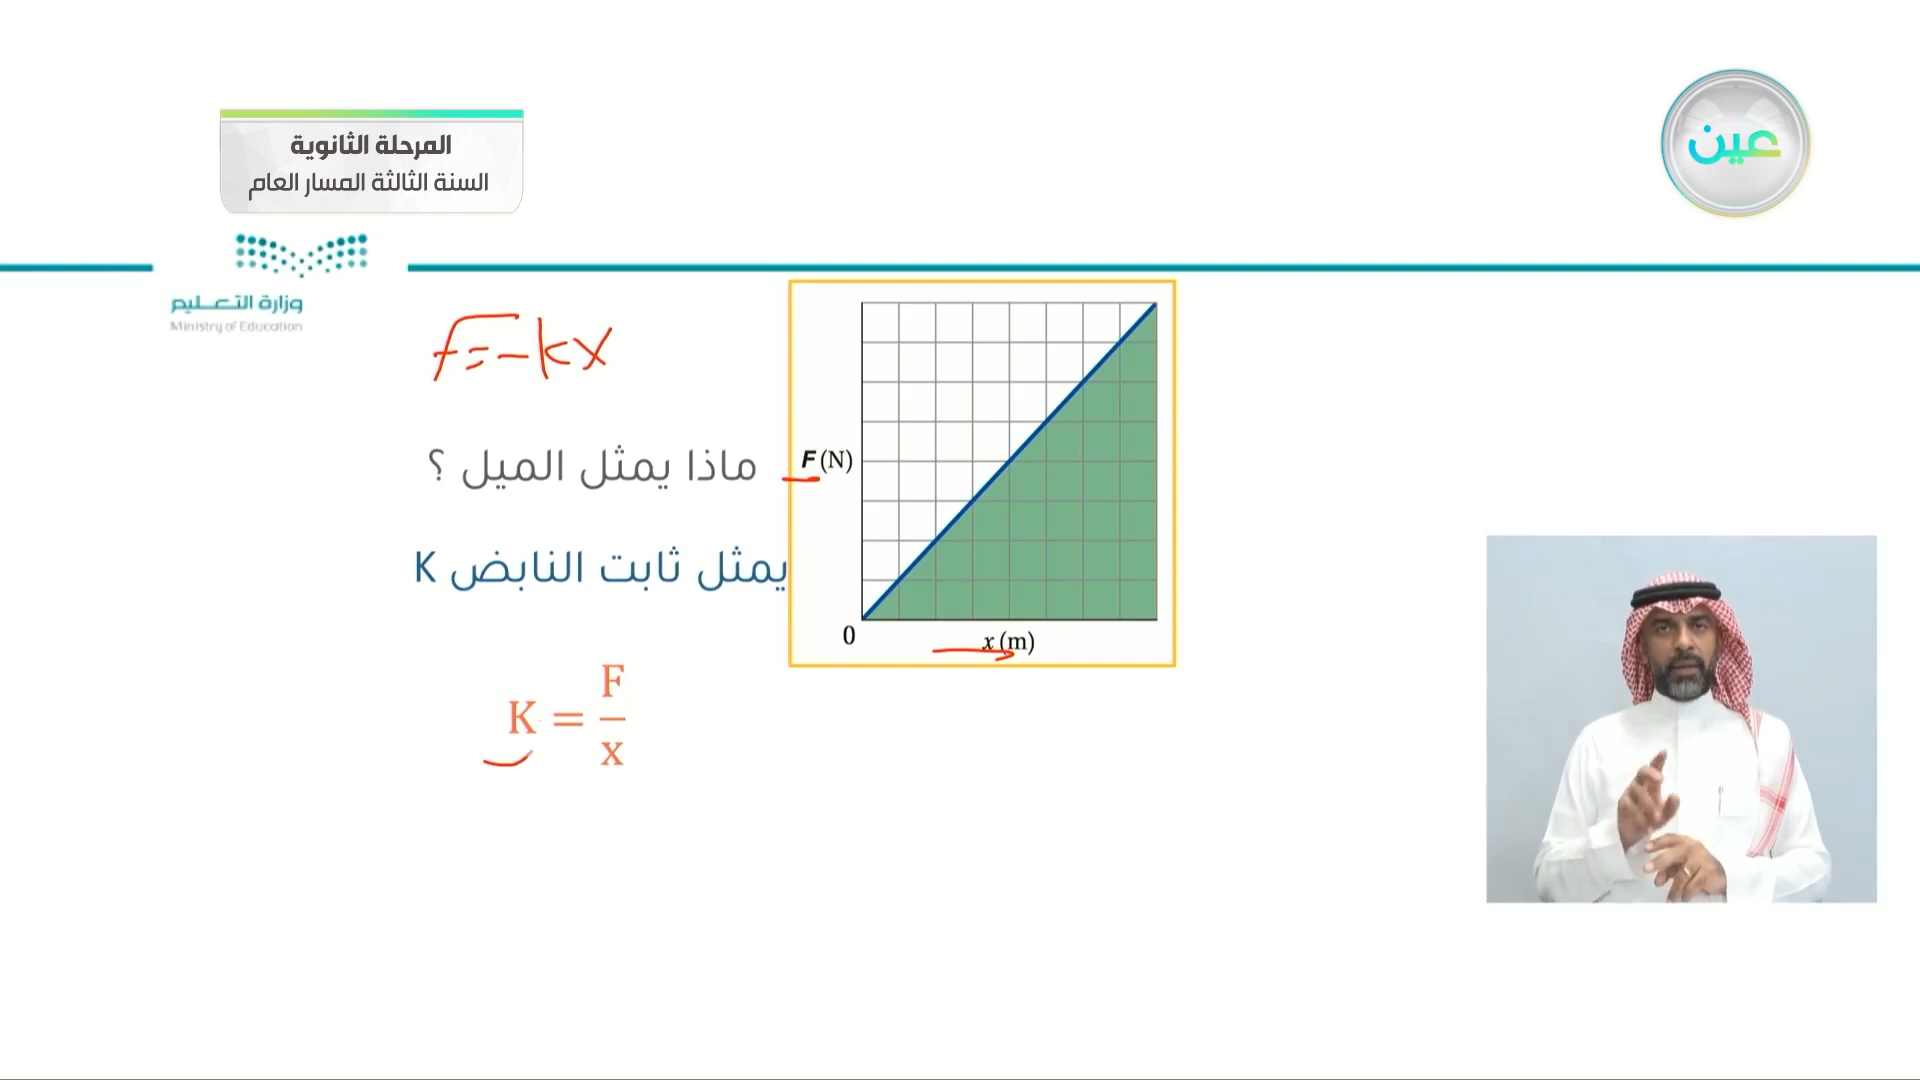 المرحلة الثانوية
السنة الثالثة المسار العام
عين
وزارة التعليم
Ministry of Education
f=-kx
ماذا يمثل الميل ؟
يمثل ثابت النابض K
K = F/x
F (N)
0
x (m)